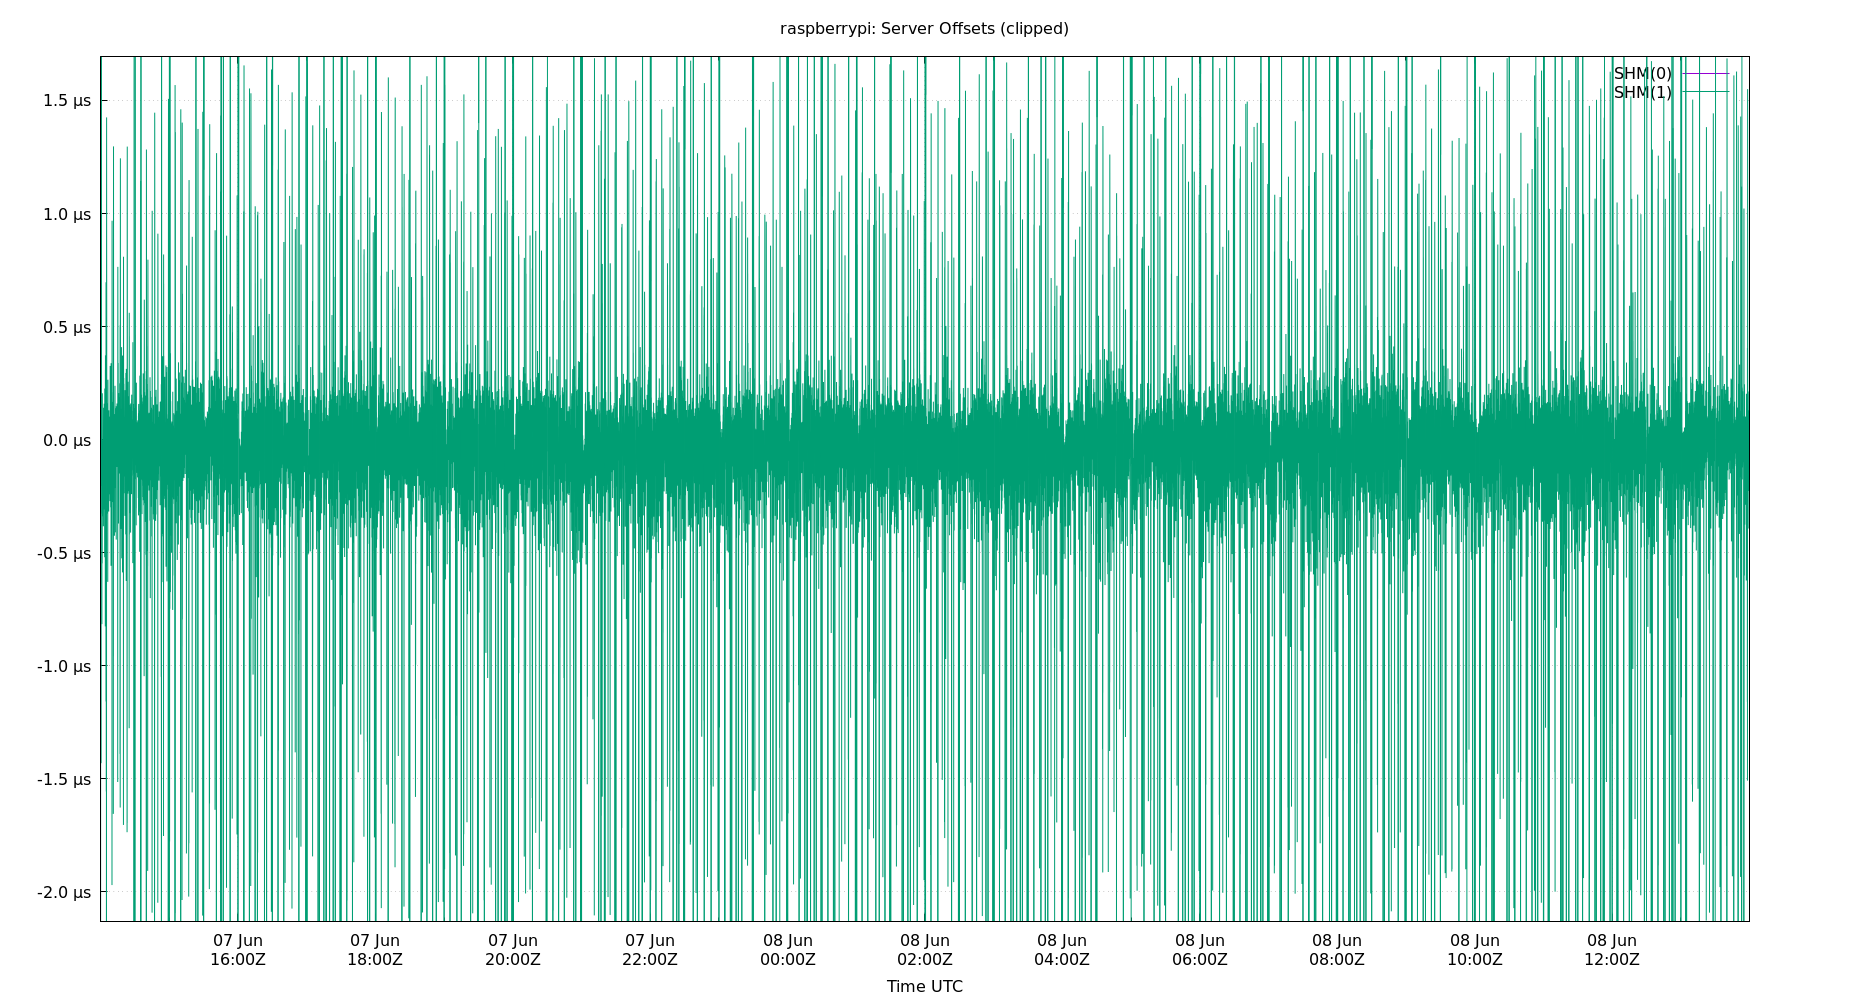 raspberrypi: Server Offsets (clipped)
SHM(0)
SHM(1)
1.5 µs
1.0 µs
0.5 µs
0.0 µs
-0.5 µs
-1.0 µs
-1.5 µs
-2.0 µs
07 Jun 07 Jun 07 Jun 07 Jun 08 Jun 08 Jun 08 Jun 08 Jun 08 Jun 08 Jun 08 Jun
16:00Z 18:00Z 20:00Z 22:00Z 00:00Z 02:00Z 04:00Z 06:00Z 08:00Z 10:00Z 12:00Z
Time UTC